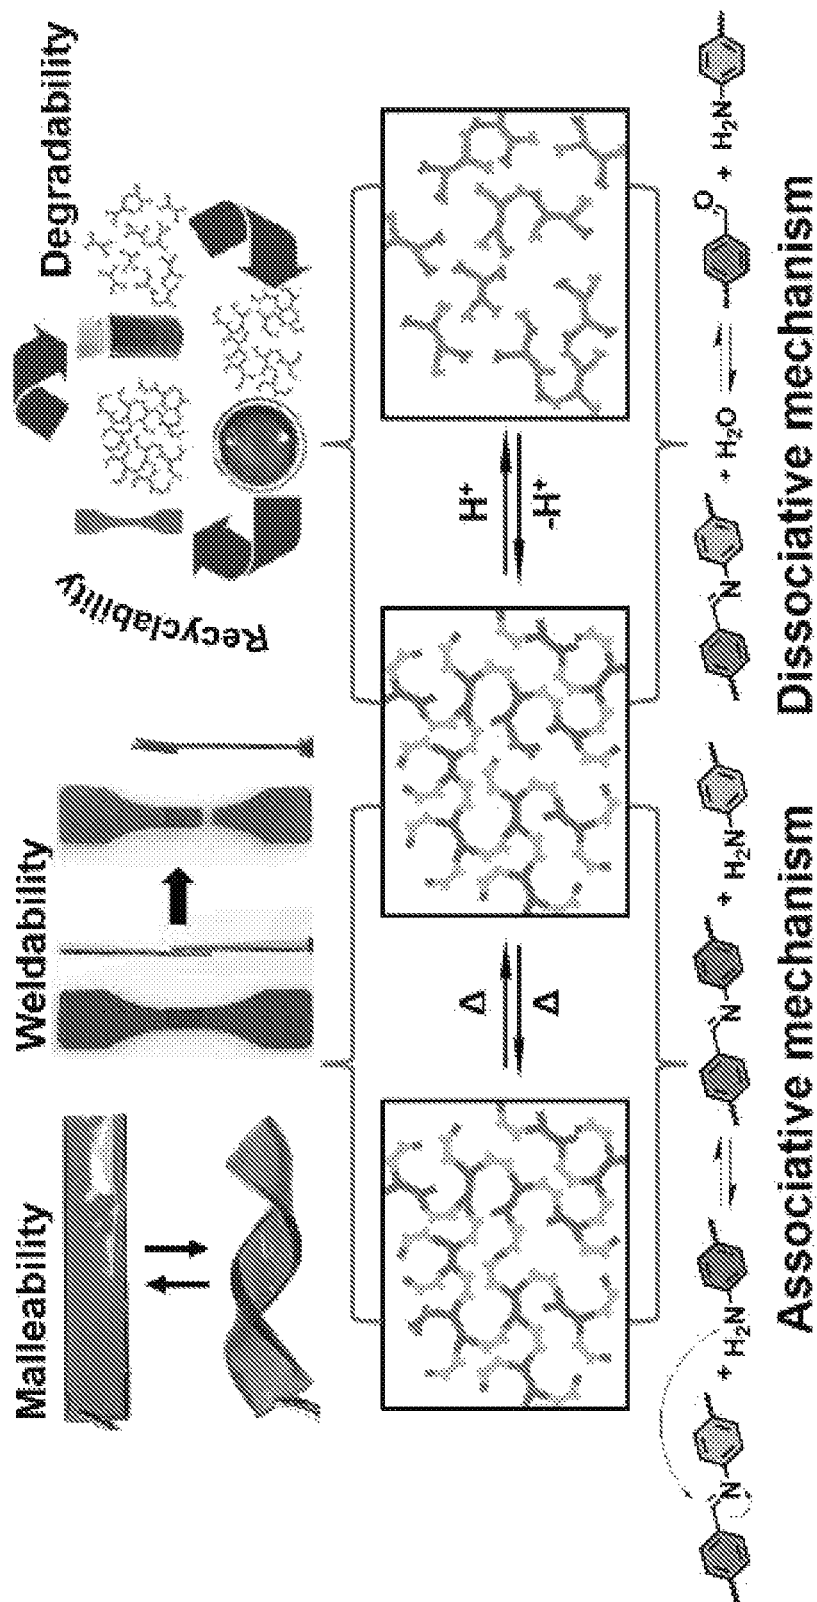 Malleability
Weldability
Recyclability
Degradability
Δ
Δ
H⁺
-H⁺
N
+ H₂N
N
+ H₂N
N
+ H₂O
O
+ H₂N
Associative mechanism
Dissociative mechanism